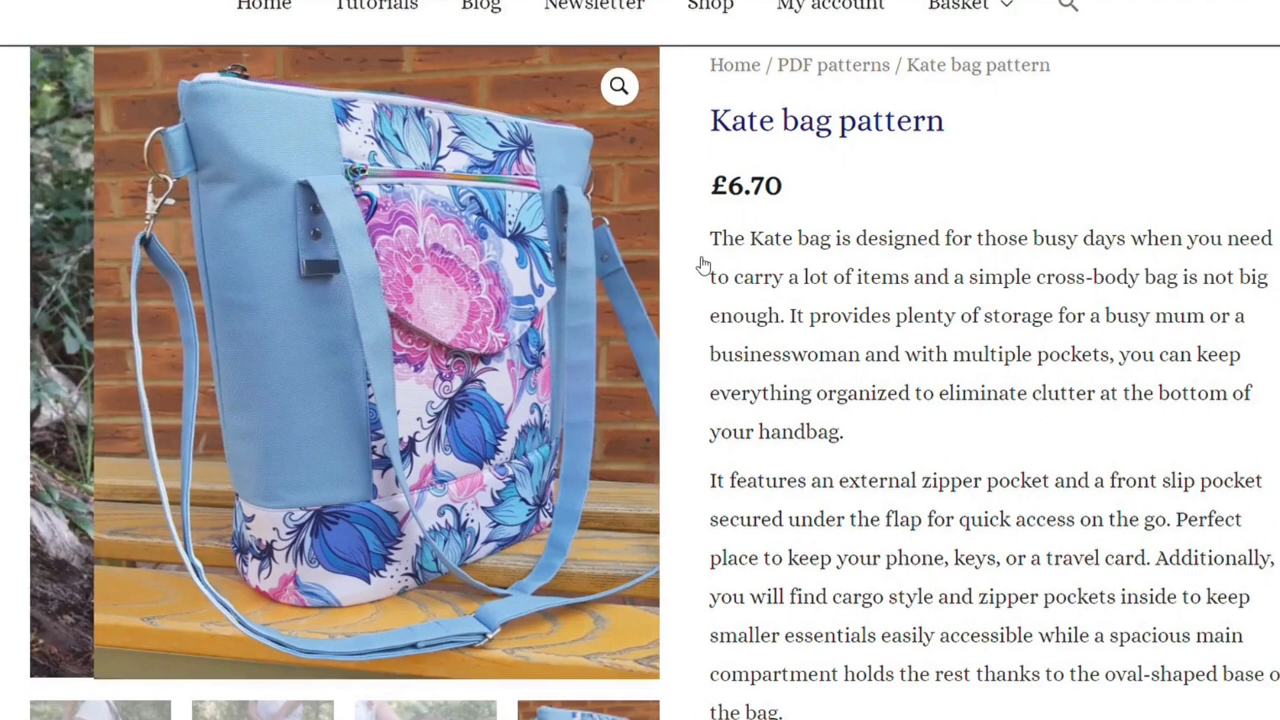 Home Tutorials Blog Newsletter Shop My account Basket
Home / PDF patterns / Kate bag pattern
Kate bag pattern
£6.70
The Kate bag is designed for those busy days when you need
to carry a lot of items and a simple cross-body bag is not big
enough. It provides plenty of storage for a busy mum or a
businesswoman and with multiple pockets, you can keep
everything organized to eliminate clutter at the bottom of
your handbag.
It features an external zipper pocket and a front slip pocket
secured under the flap for quick access on the go. Perfect
place to keep your phone, keys, or a travel card. Additionally,
you will find cargo style and zipper pockets inside to keep
smaller essentials easily accessible while a spacious main
compartment holds the rest thanks to the oval-shaped base o
the bag.